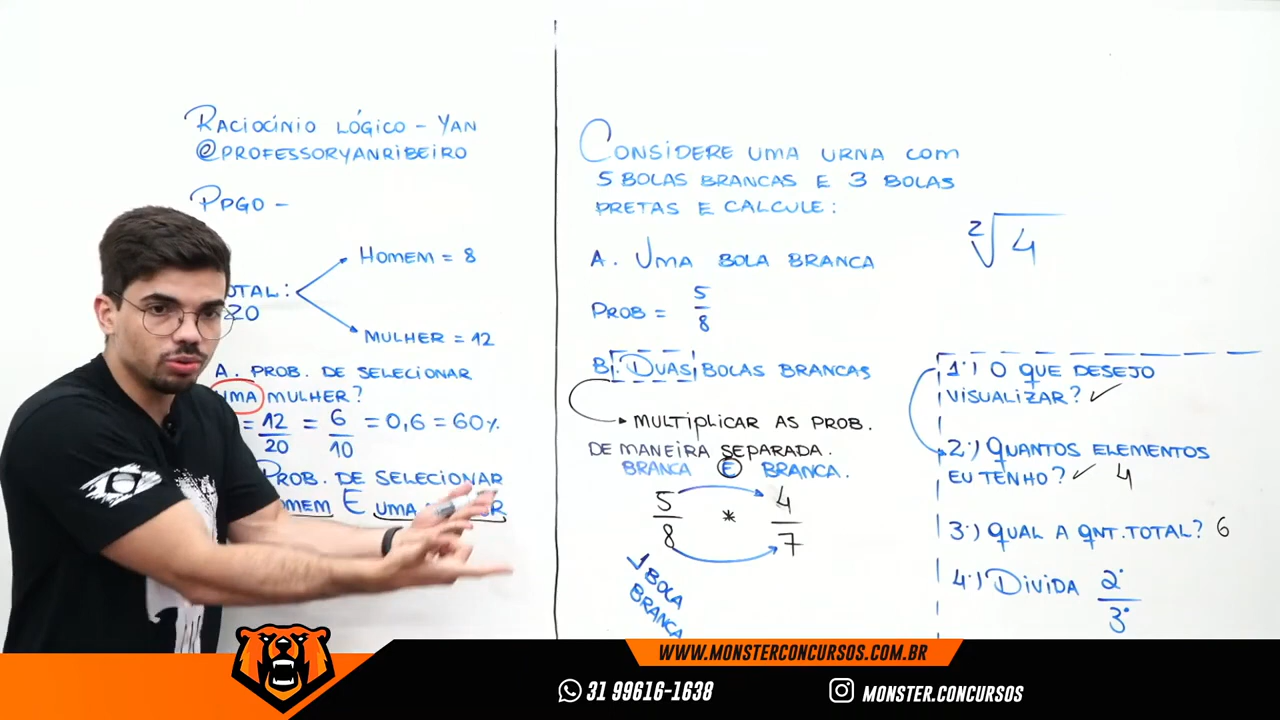 Raciocínio lógico - Yan
@professoryanribeiro
PPGO -
Homem = 8
20
Mulher = 12
A. Prob. de selecionar
uma mulher?
= 12/20 = 6/10 = 0,6 = 60%
Prob. de selecionar
E uma
Considere uma urna com
5 bolas brancas e 3 bolas
pretas e calcule:
²√4
A. Uma bola branca
Prob = 5/8
B. Duas bolas brancas
Multiplicar as prob.
de maneira separada.
branca e branca.
5/8 * 4/7
1 bola
branca
1°) O que desejo
visualizar? ✓
2°) Quantos elementos
eu tenho? ✓ 4
3°) Qual a qnt. total? 6
4°) Divida 2°/3°
WWW.MONSTERCONCURSOS.COM.BR
31 99616-1638
MONSTER.CONCURSOS